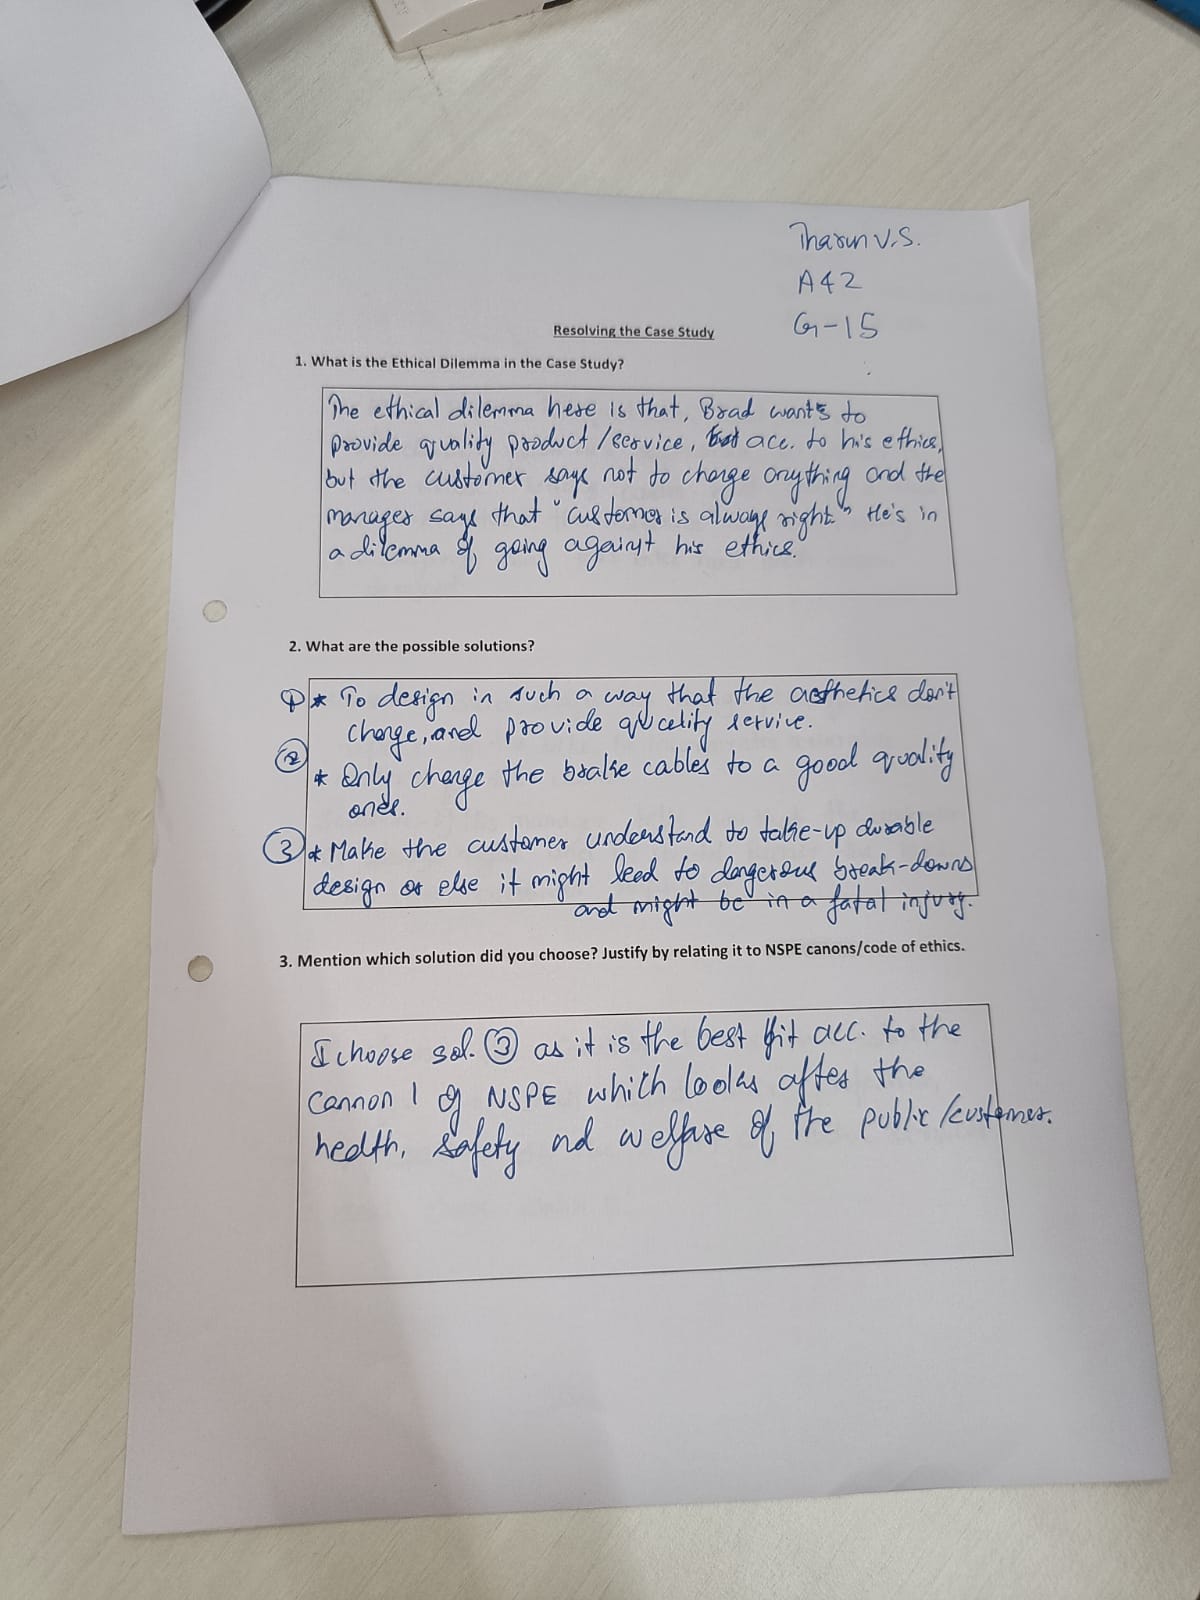 Tharun V.S.
A42
G-15
Resolving the Case Study
1. What is the Ethical Dilemma in the Case Study?
The ethical dilemma here is that, Brad wants to
provide quality product/service, acc. to his ethics,
but the customer says not to change anything and the
manager says that "customer is always right" He's in
a dilemma of going against his ethics.
2. What are the possible solutions?
① * To design in such a way that the aesthetics don't
change, and provide quality service.
②
* Only change the brake cables to a good quality
ones.
③ * Make the customer understand to take-up durable
design or else it might lead to dangerous break-downs
and might be in a fatal injury.
3. Mention which solution did you choose? Justify by relating it to NSPE canons/code of ethics.
I choose sol. ③ as it is the best fit acc. to the
Cannon 1 of NSPE which looks after the
health, safety nd welfare of the public/customer.